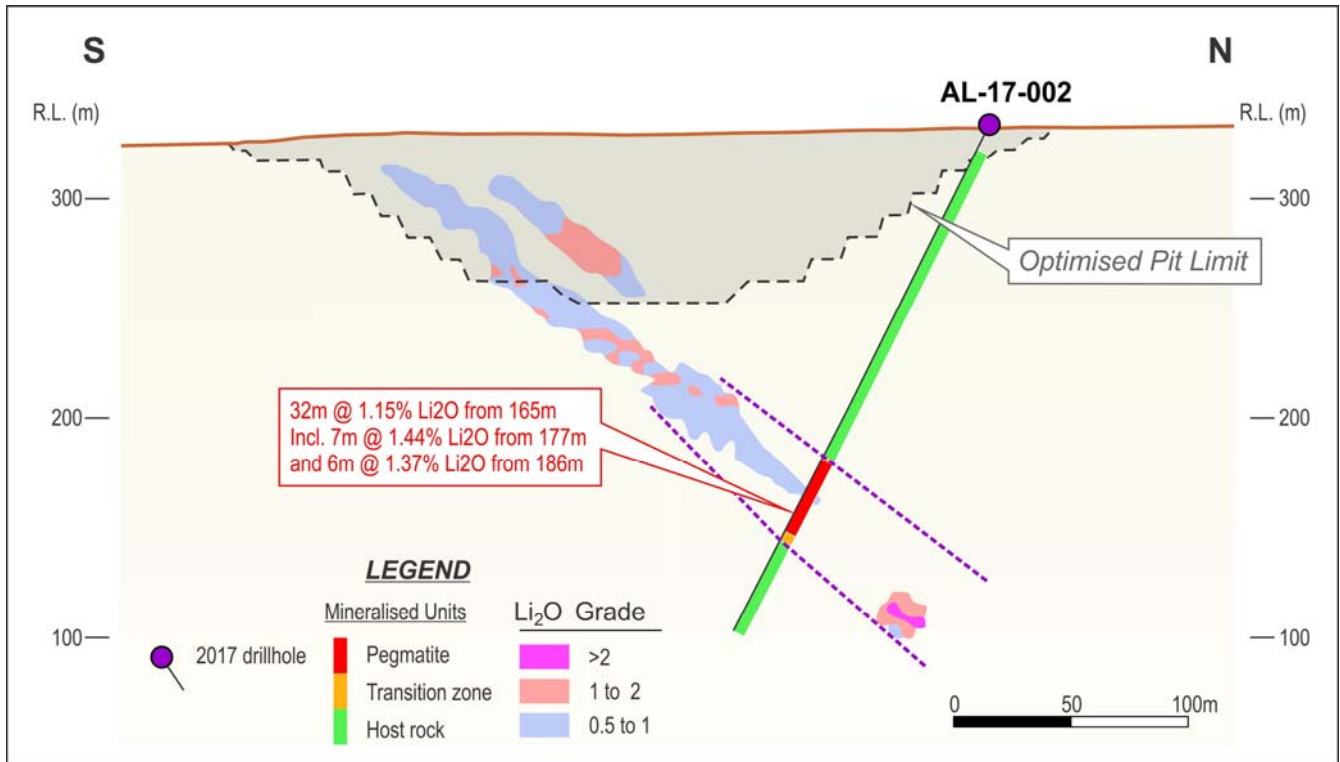 S
N
AL-17-002
R.L. (m)
R.L. (m)
300
300
Optimised Pit Limit
200
200
32m @ 1.15% Li2O from 165m
Incl. 7m @ 1.44% Li2O from 177m
and 6m @ 1.37% Li2O from 186m
100
100
LEGEND
Mineralised Units
Li₂O Grade
2017 drillhole
Pegmatite
>2
Transition zone
1 to 2
Host rock
0.5 to 1
0 50 100m